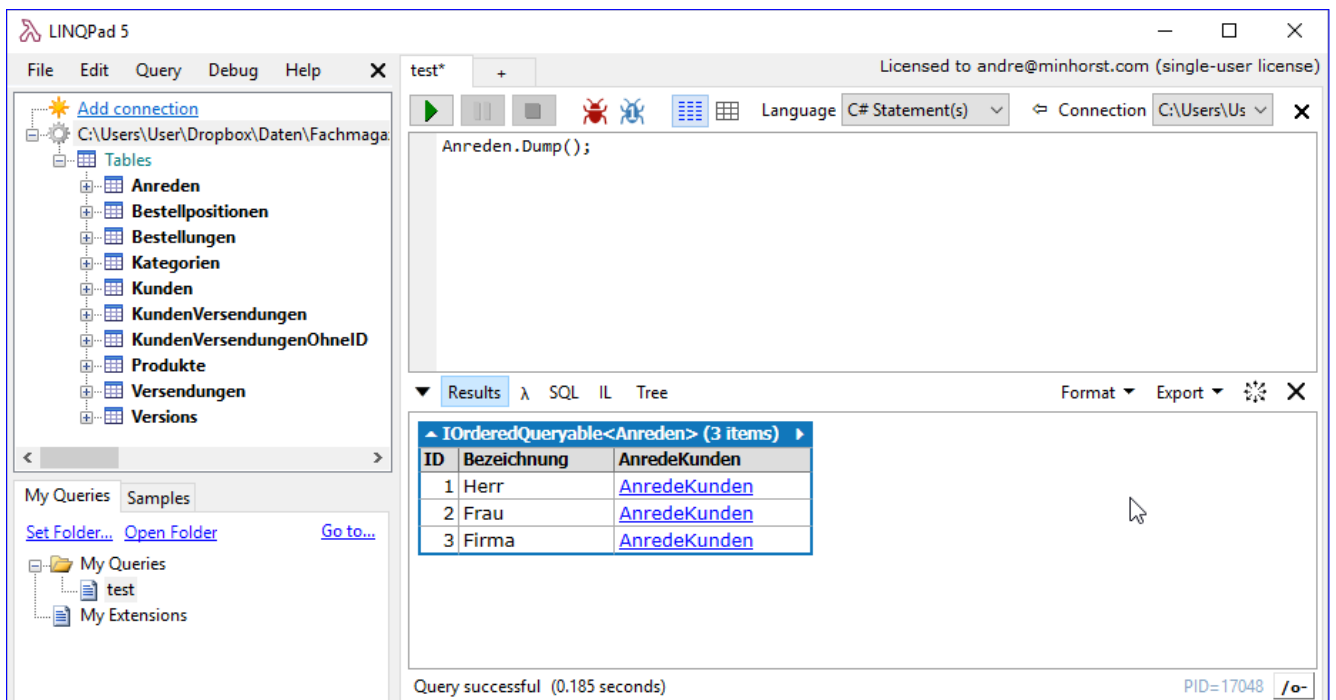 LINQPad 5
File Edit Query Debug Help
Add connection
C:\Users\User\Dropbox\Daten\Fachmaga
Tables
Anreden
Bestellpositionen
Bestellungen
Kategorien
Kunden
KundenVersendungen
KundenVersendungenOhneID
Produkte
Versendungen
Versions
My Queries Samples
Set Folder... Open Folder Go to...
My Queries
test
My Extensions
test* +
Licensed to andre@minhorst.com (single-user license)
Language C# Statement(s) Connection C:\Users\Us
Anreden.Dump();
Results λ SQL IL Tree Format Export
IOrderedQueryable<Anreden> (3 items)
ID Bezeichnung AnredeKunden
1 Herr AnredeKunden
2 Frau AnredeKunden
3 Firma AnredeKunden
Query successful (0.185 seconds) PID=17048 /o-